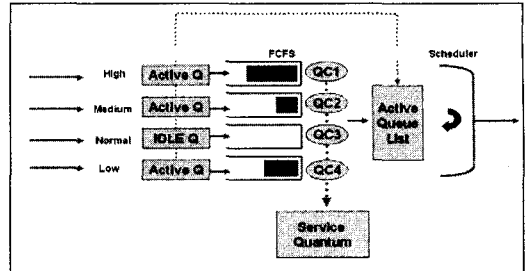 FCFS
Scheduler
High
Active Q
QC1
Medium
Active Q
QC2
Normal
IDLE Q
QC3
Low
Active Q
QC4
Active
Queue
List
Service
Quantum